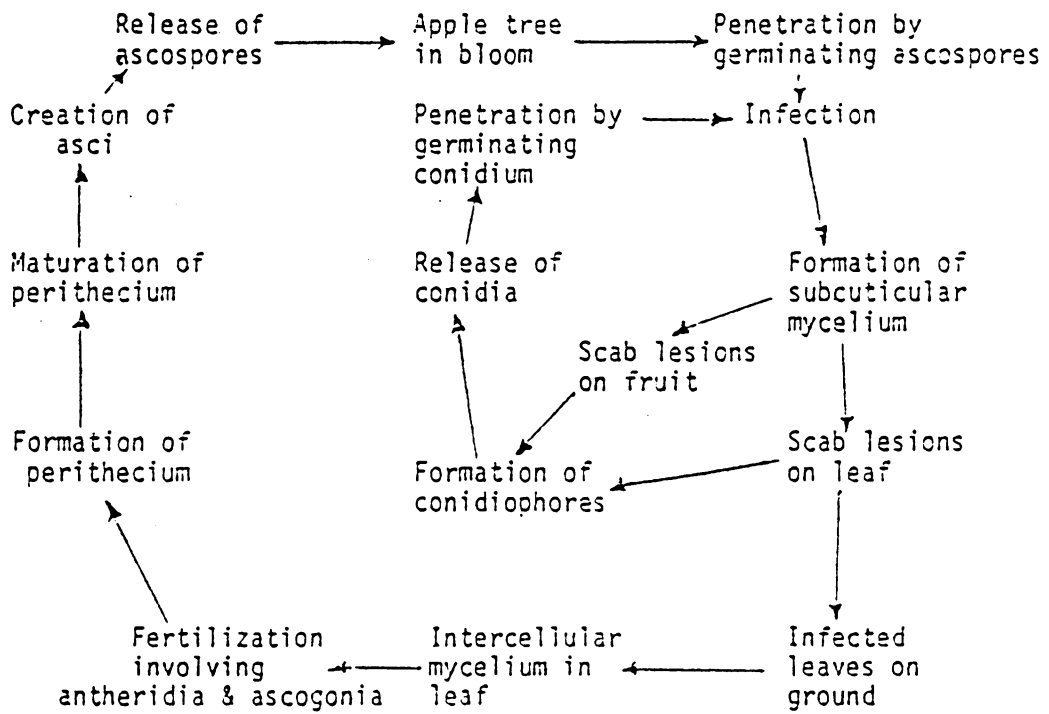 Release of
ascospores
Apple tree
in bloom
Penetration by
germinating ascospores
Creation of
asci
Penetration by
germinating
conidium
Infection
Maturation of
perithecium
Release of
conidia
Formation of
subcuticular
mycelium
Scab lesions
on fruit
Formation of
perithecium
Formation of
conidiophores
Scab lesions
on leaf
Fertilization
involving
antheridia & ascogonia
Intercellular
mycelium in
leaf
Infected
leaves on
ground